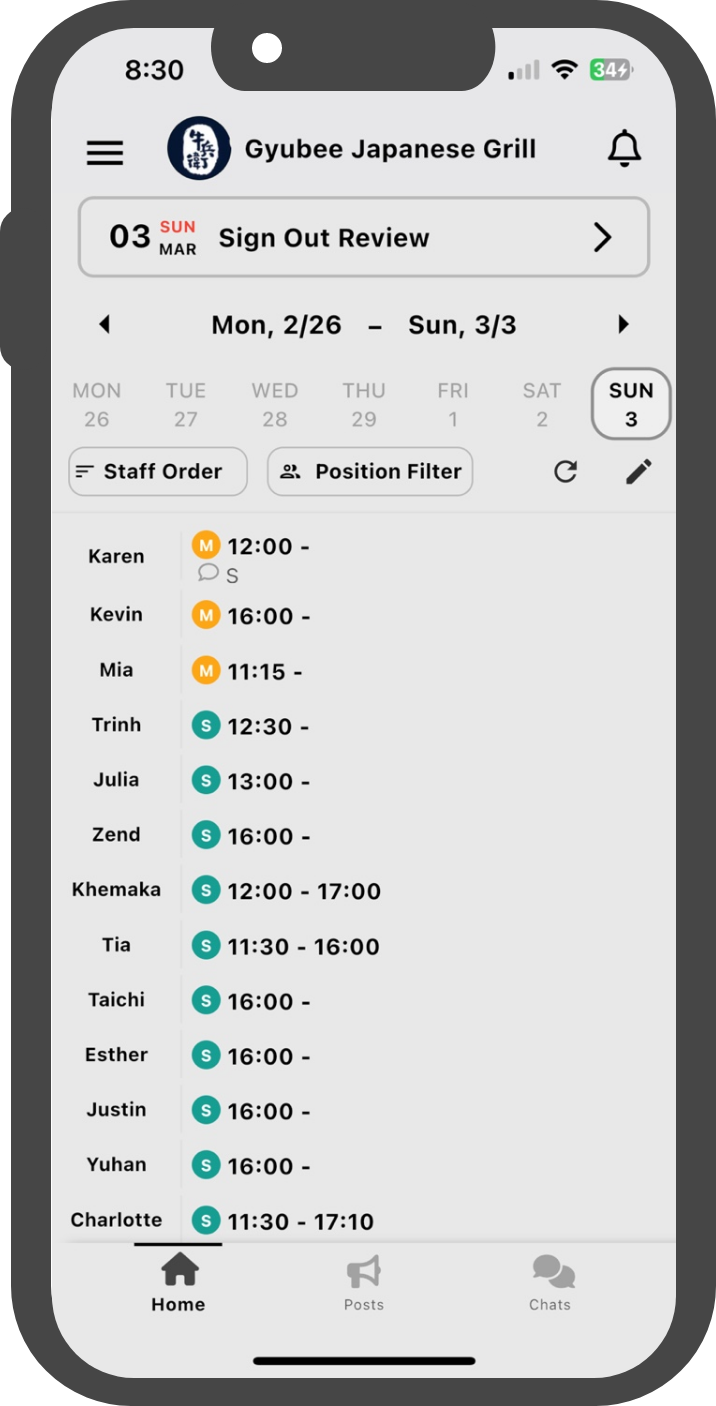 8:30
34
牛兵衛 Gyubee Japanese Grill
03 SUN MAR Sign Out Review
Mon, 2/26 – Sun, 3/3
MON TUE WED THU FRI SAT SUN
26 27 28 29 1 2 3
Staff Order Position Filter
Karen M 12:00 -
S
Kevin M 16:00 -
Mia M 11:15 -
Trinh S 12:30 -
Julia S 13:00 -
Zend S 16:00 -
Khemaka S 12:00 - 17:00
Tia S 11:30 - 16:00
Taichi S 16:00 -
Esther S 16:00 -
Justin S 16:00 -
Yuhan S 16:00 -
Charlotte S 11:30 - 17:10
Home Posts Chats